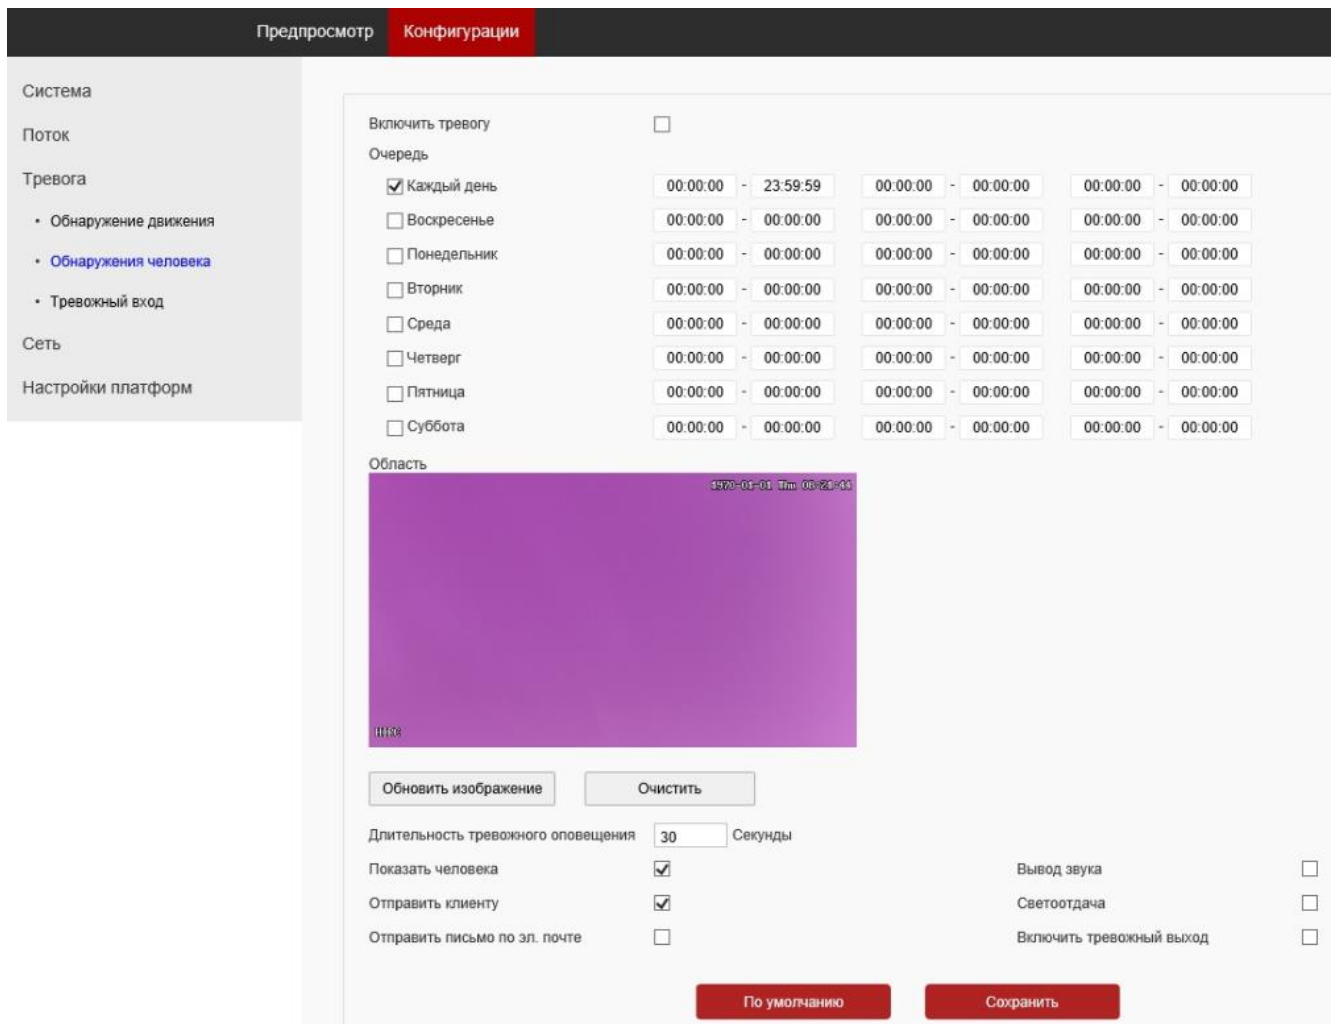 Предпросмотр Конфигурации
Система
Поток
Тревога
• Обнаружение движения
• Обнаружения человека
• Тревожный вход
Сеть
Настройки платформ
Включить тревогу
Очередь
Каждый день 00:00:00 - 23:59:59 00:00:00 - 00:00:00 00:00:00 - 00:00:00
Воскресенье 00:00:00 - 00:00:00 00:00:00 - 00:00:00 00:00:00 - 00:00:00
Понедельник 00:00:00 - 00:00:00 00:00:00 - 00:00:00 00:00:00 - 00:00:00
Вторник 00:00:00 - 00:00:00 00:00:00 - 00:00:00 00:00:00 - 00:00:00
Среда 00:00:00 - 00:00:00 00:00:00 - 00:00:00 00:00:00 - 00:00:00
Четверг 00:00:00 - 00:00:00 00:00:00 - 00:00:00 00:00:00 - 00:00:00
Пятница 00:00:00 - 00:00:00 00:00:00 - 00:00:00 00:00:00 - 00:00:00
Суббота 00:00:00 - 00:00:00 00:00:00 - 00:00:00 00:00:00 - 00:00:00
Область
1970-01-01 Thu
Обновить изображение Очистить
Длительность тревожного оповещения 30 Секунды
Показать человека Вывод звука
Отправить клиенту Светоотдача
Отправить письмо по эл. почте Включить тревожный выход
По умолчанию Сохранить